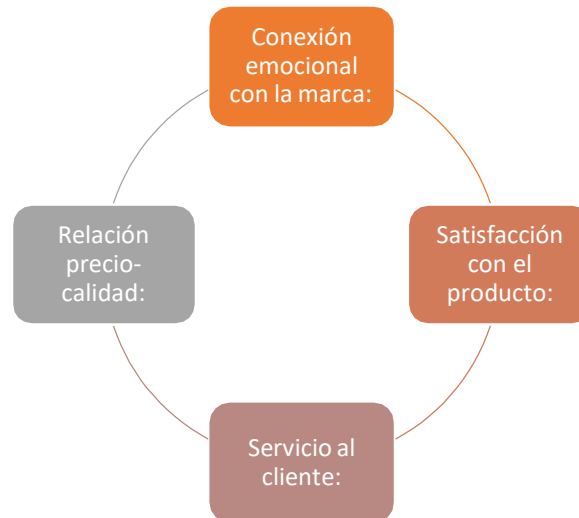 Conexión
emocional
con la marca:
Relación
precio-
calidad:
Satisfacción
con el
producto:
Servicio al
cliente: